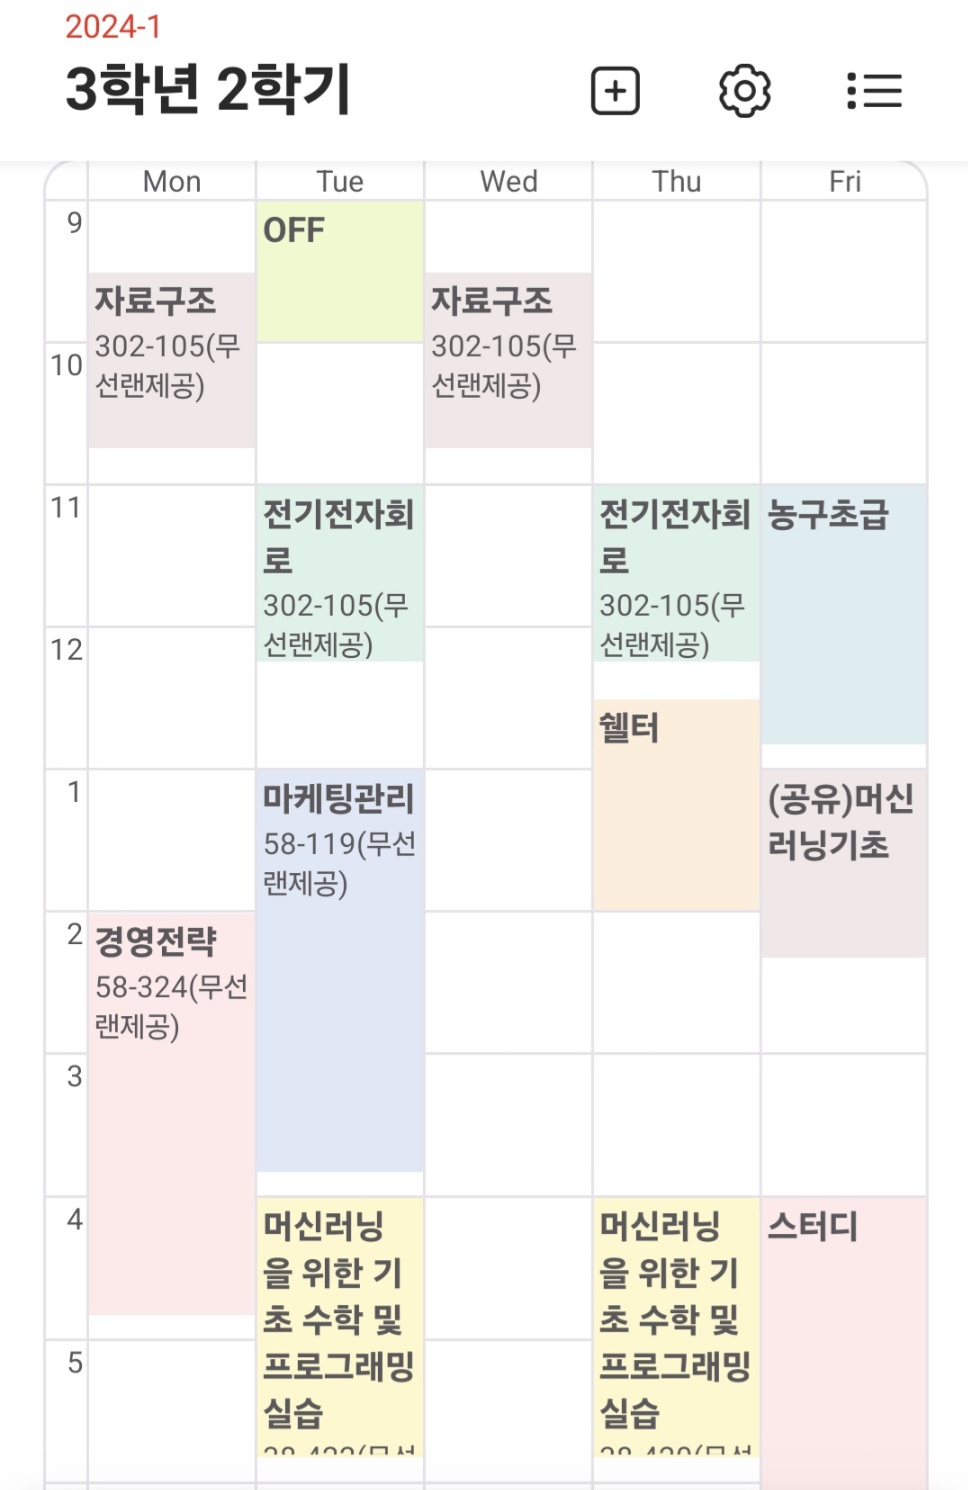 2024-1
3학년 2학기
Mon Tue Wed Thu Fri
9
OFF
자료구조
302-105(무
선랜제공)
자료구조
302-105(무
선랜제공)
10
11
전기전자회
로
302-105(무
선랜제공)
전기전자회
로
302-105(무
선랜제공)
농구초급
12
쉘터
1
마케팅관리
58-119(무선
랜제공)
(공유)머신
러닝기초
2
경영전략
58-324(무선
랜제공)
3
4
머신러닝
을 위한 기
초 수학 및
프로그래밍
실습
머신러닝
을 위한 기
초 수학 및
프로그래밍
실습
스터디
5